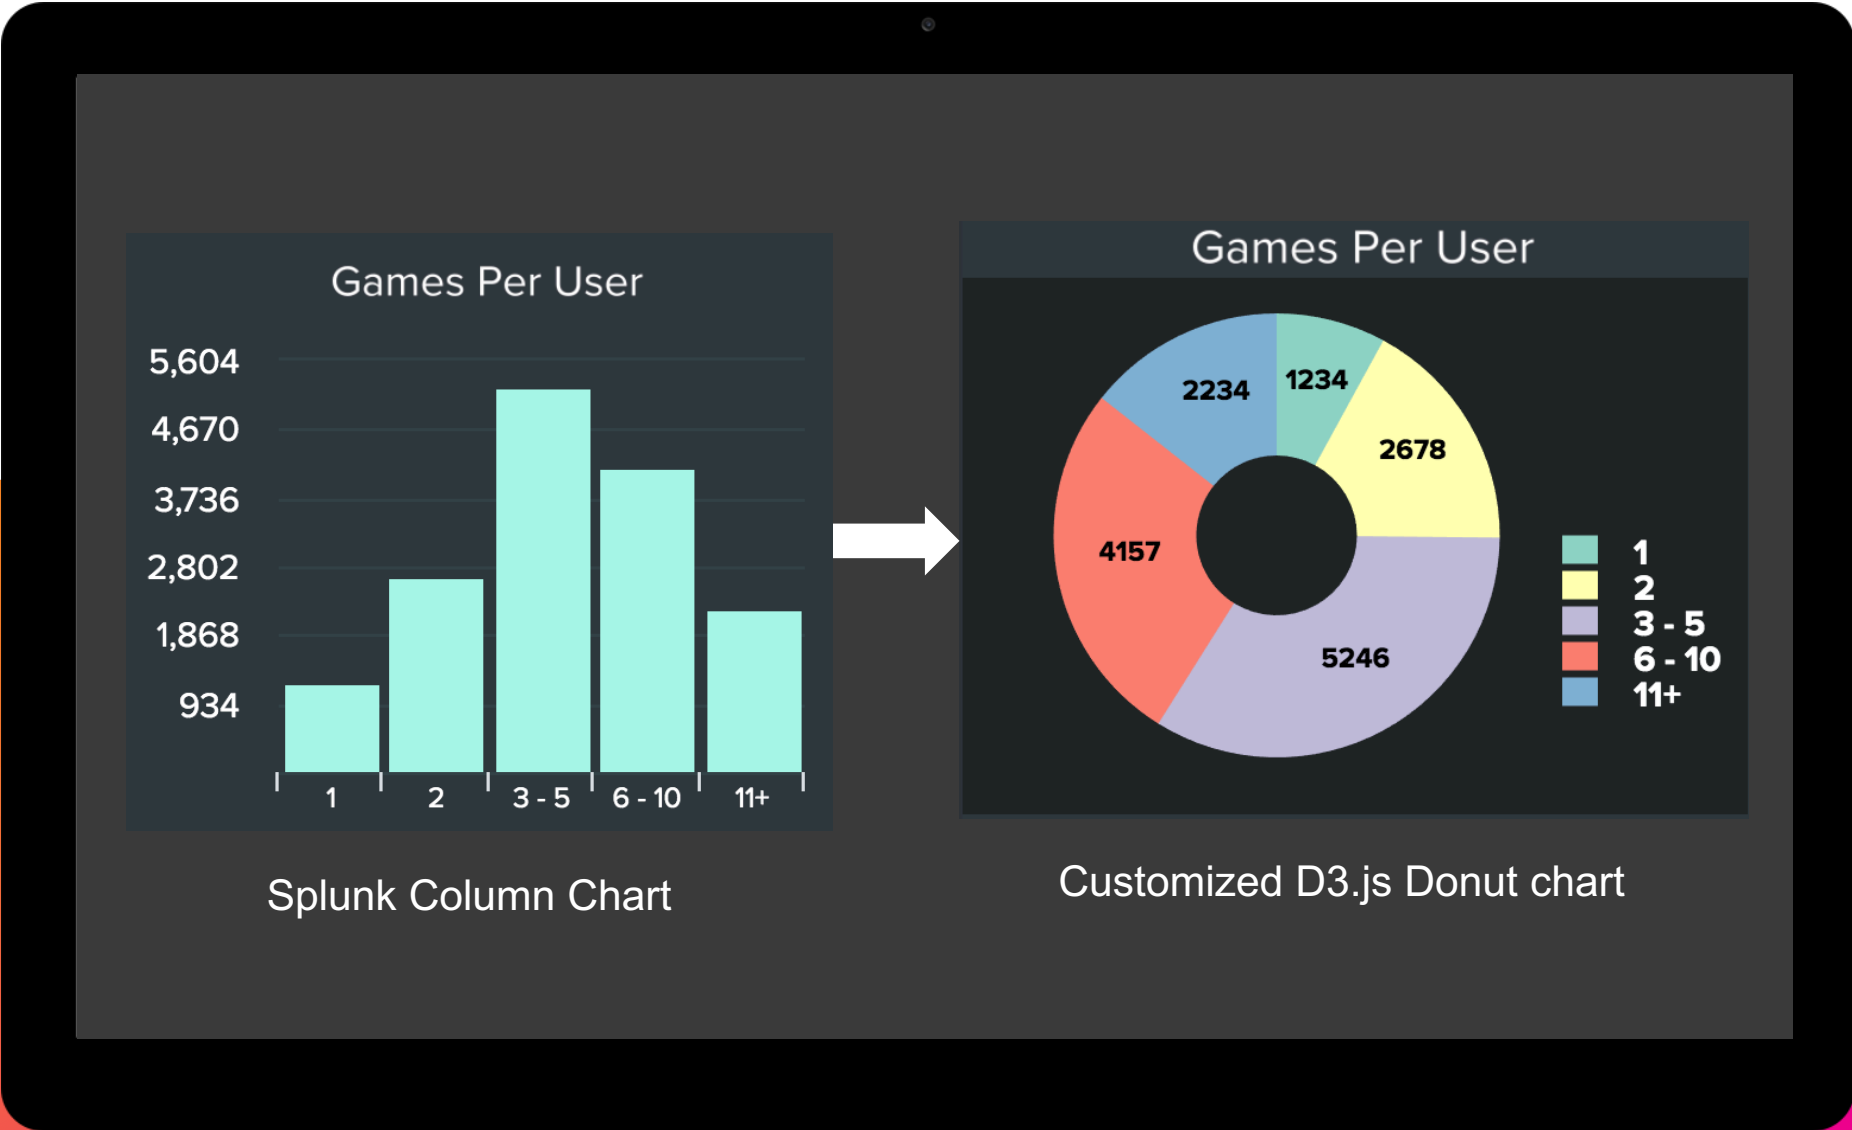 Games Per User
5,604
4,670
3,736
2,802
1,868
934
1 2 3 - 5 6 - 10 11+
Splunk Column Chart
Games Per User
2234
1234
2678
4157
5246
1
2
3 - 5
6 - 10
11+
Customized D3.js Donut chart